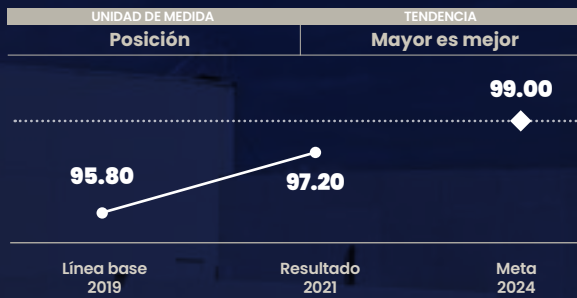 UNIDAD DE MEDIDA
TENDENCIA
Posición
Mayor es mejor
99.00
95.80
97.20
Línea base
2019
Resultado
2021
Meta
2024